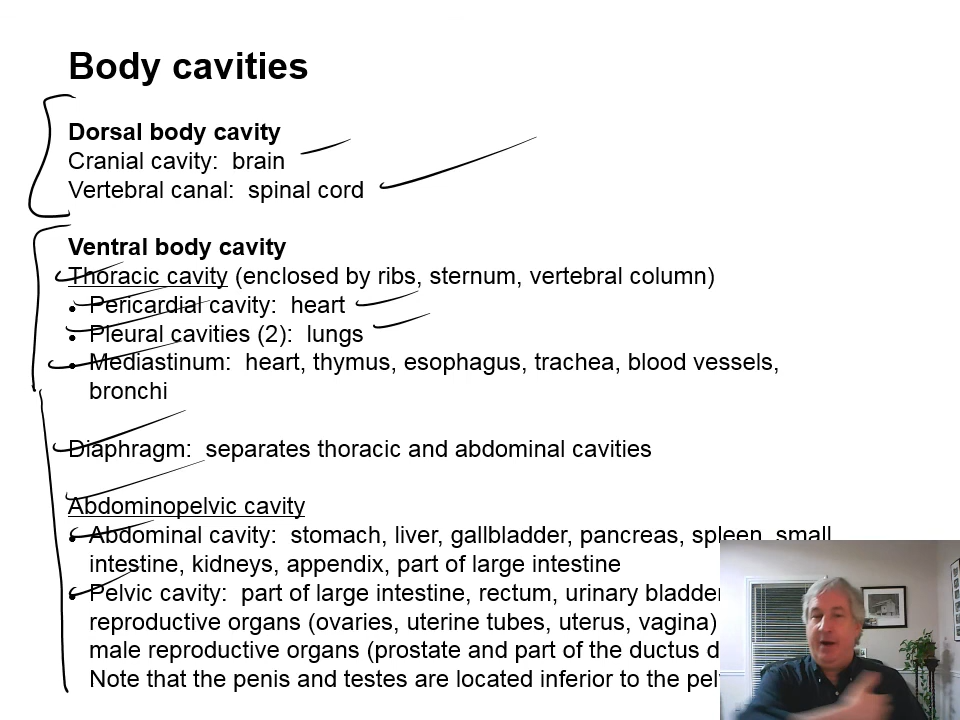 Body cavities
Dorsal body cavity
Cranial cavity: brain
Vertebral canal: spinal cord
Ventral body cavity
Thoracic cavity (enclosed by ribs, sternum, vertebral column)
• Pericardial cavity: heart
• Pleural cavities (2): lungs
• Mediastinum: heart, thymus, esophagus, trachea, blood vessels,
bronchi
Diaphragm: separates thoracic and abdominal cavities
Abdominopelvic cavity
• Abdominal cavity: stomach, liver, gallbladder, pancreas, spleen, small
intestine, kidneys, appendix, part of large intestine
• Pelvic cavity: part of large intestine, rectum, urinary bladder
reproductive organs (ovaries, uterine tubes, uterus, vagina)
male reproductive organs (prostate and part of the ductus
Note that the penis and testes are located inferior to the